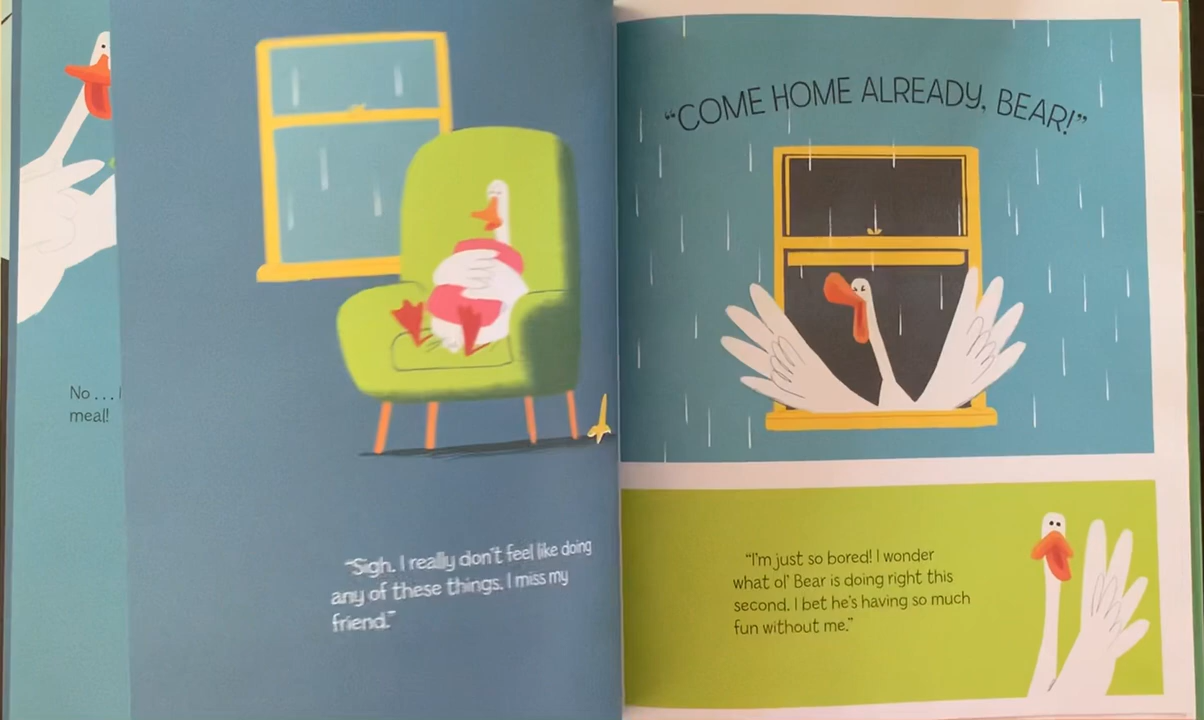 No . . .
meal!
"Sigh. I really don't feel like doing
any of these things. I miss my
friend."
"COME HOME ALREADY, BEAR!"
"I'm just so bored! I wonder
what ol' Bear is doing right this
second. I bet he's having so much
fun without me."